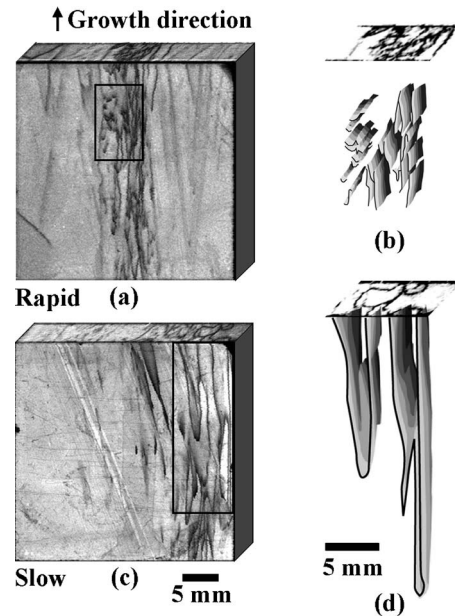 ↑ Growth direction
Rapid (a)
(b)
Slow (c)
5 mm
5 mm
(d)